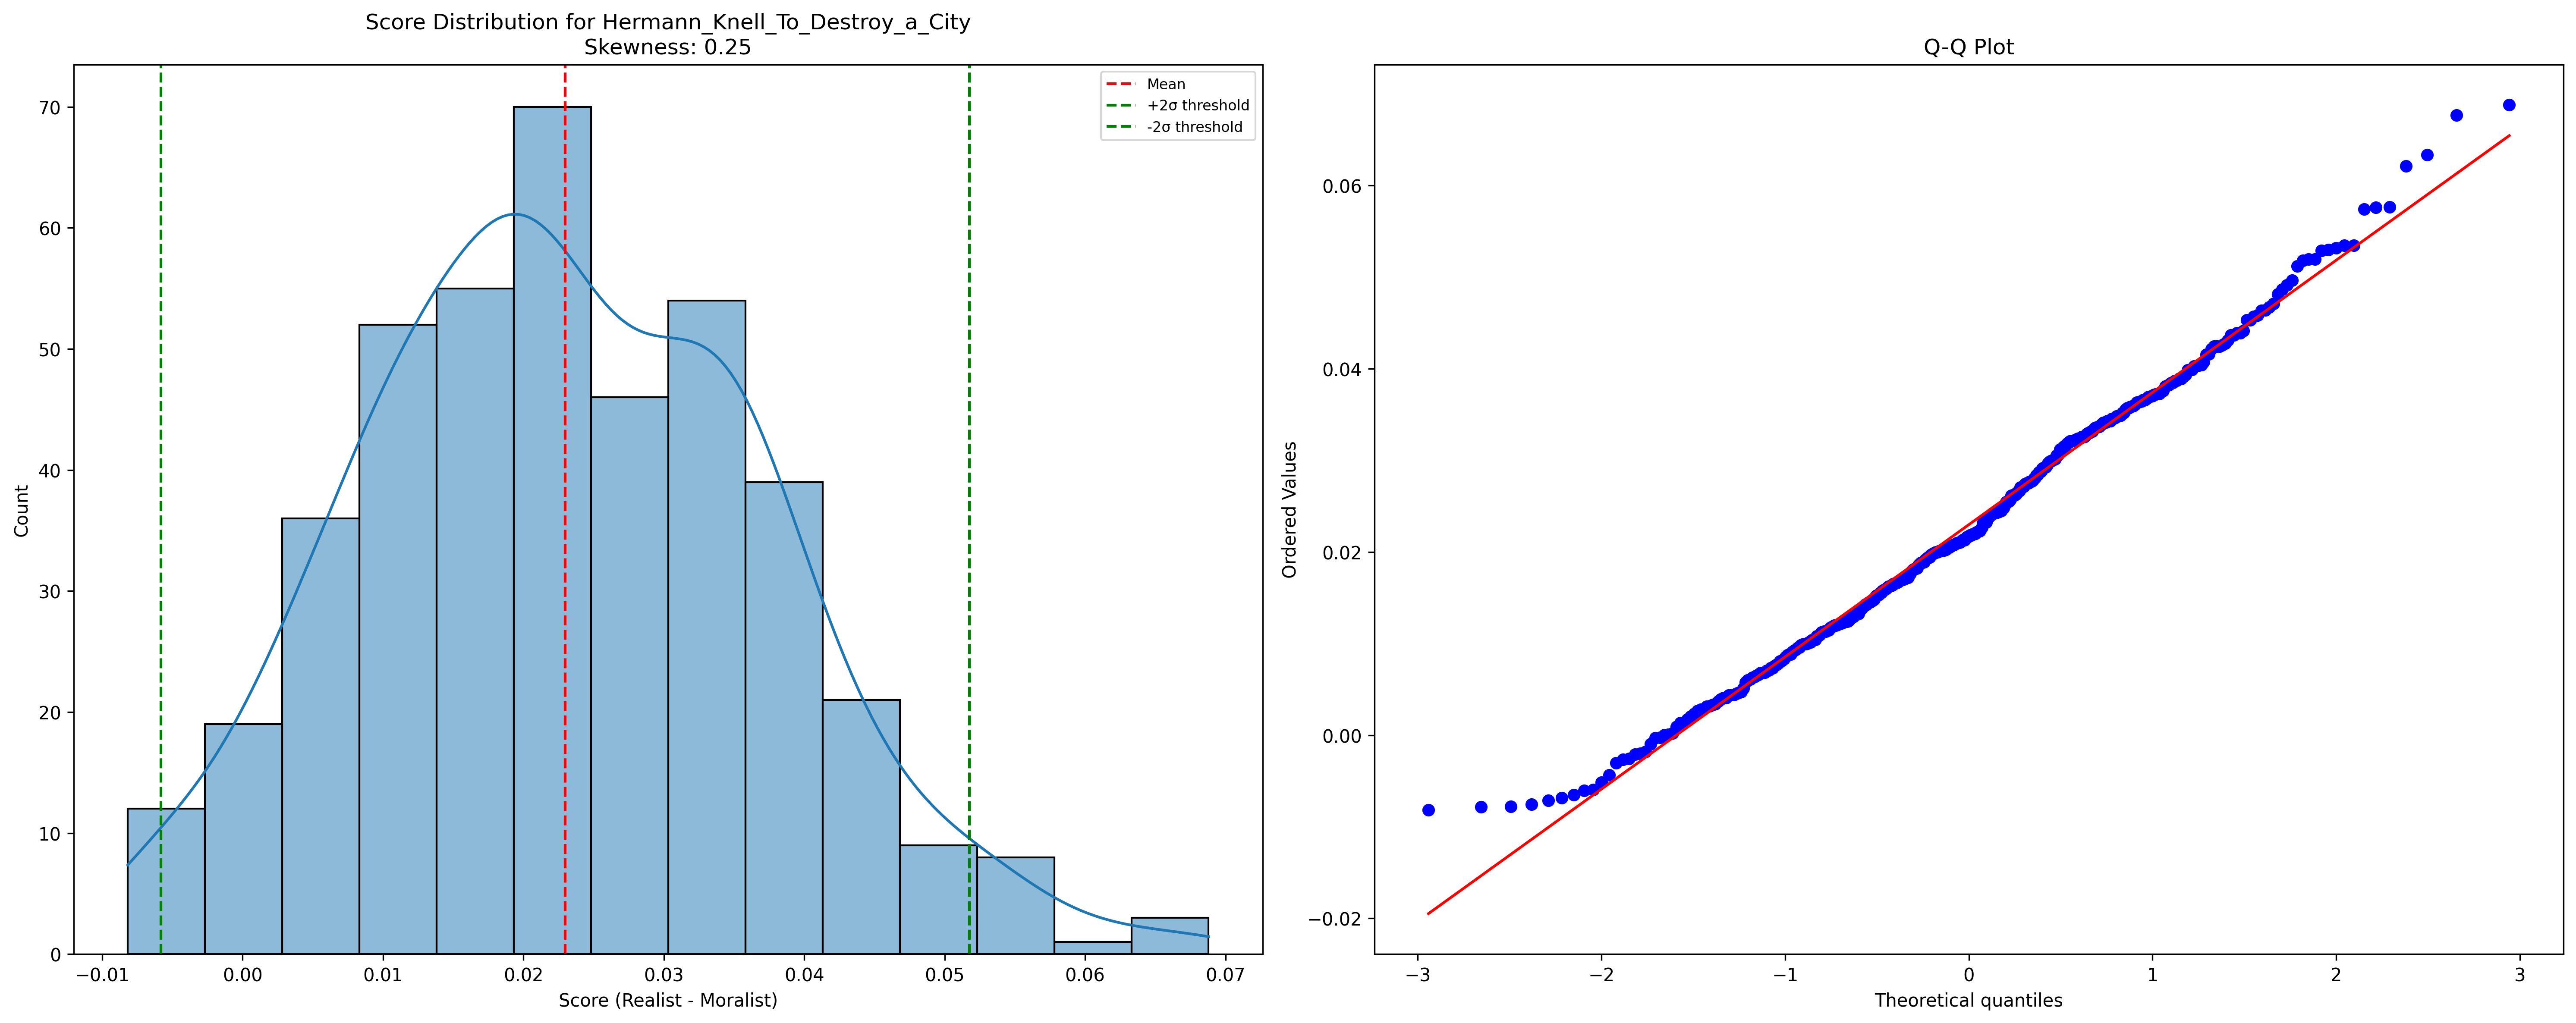 Score Distribution for Hermann_Knell_To_Destroy_a_City
Skewness: 0.25
Mean
+2σ threshold
-2σ threshold
70
60
50
40
30
20
10
0
Count
−0.01 0.00 0.01 0.02 0.03 0.04 0.05 0.06 0.07
Score (Realist - Moralist)
Q-Q Plot
0.06
0.04
0.02
0.00
−0.02
Ordered Values
−3 −2 −1 0 1 2 3
Theoretical quantiles